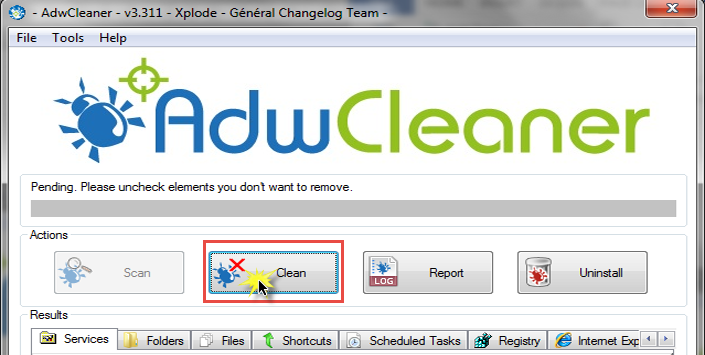 - AdwCleaner - v3.311 - Xplode - Général Changelog Team -
File Tools Help
AdwCleaner
Pending. Please uncheck elements you don't want to remove.
Actions
Scan
Clean
LOG
Report
Uninstall
Results
Services Folders Files Shortcuts Scheduled Tasks Registry Internet Exp